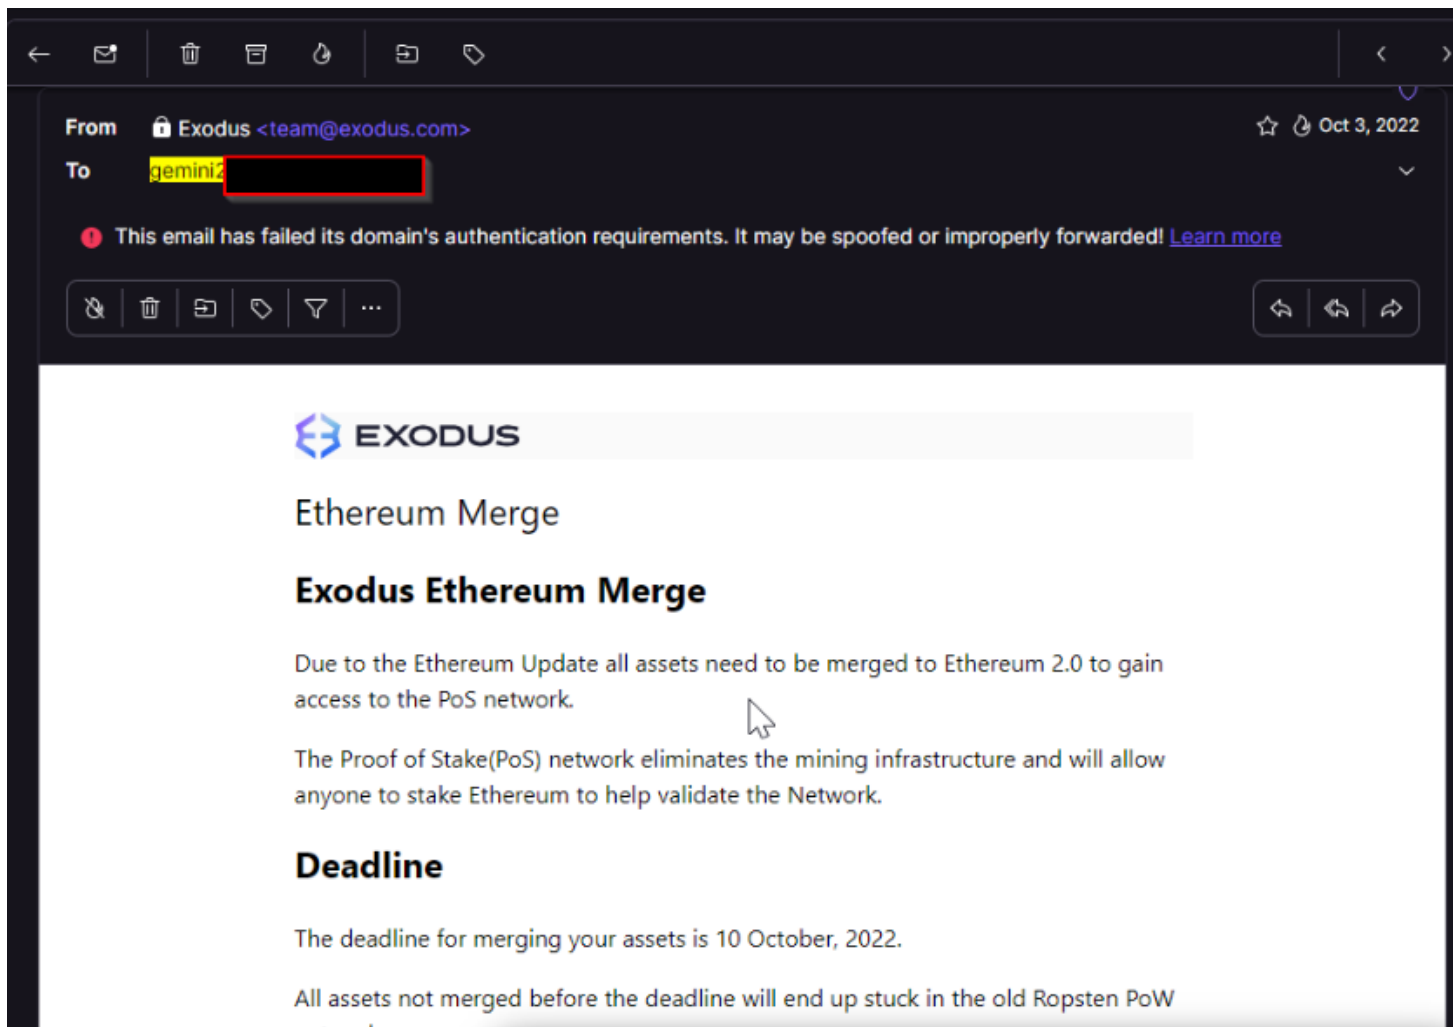 From Exodus <team@exodus.com> Oct 3, 2022
To gemini2
This email has failed its domain's authentication requirements. It may be spoofed or improperly forwarded! Learn more
EXODUS
Ethereum Merge
Exodus Ethereum Merge
Due to the Ethereum Update all assets need to be merged to Ethereum 2.0 to gain
access to the PoS network.
The Proof of Stake(PoS) network eliminates the mining infrastructure and will allow
anyone to stake Ethereum to help validate the Network.
Deadline
The deadline for merging your assets is 10 October, 2022.
All assets not merged before the deadline will end up stuck in the old Ropsten PoW